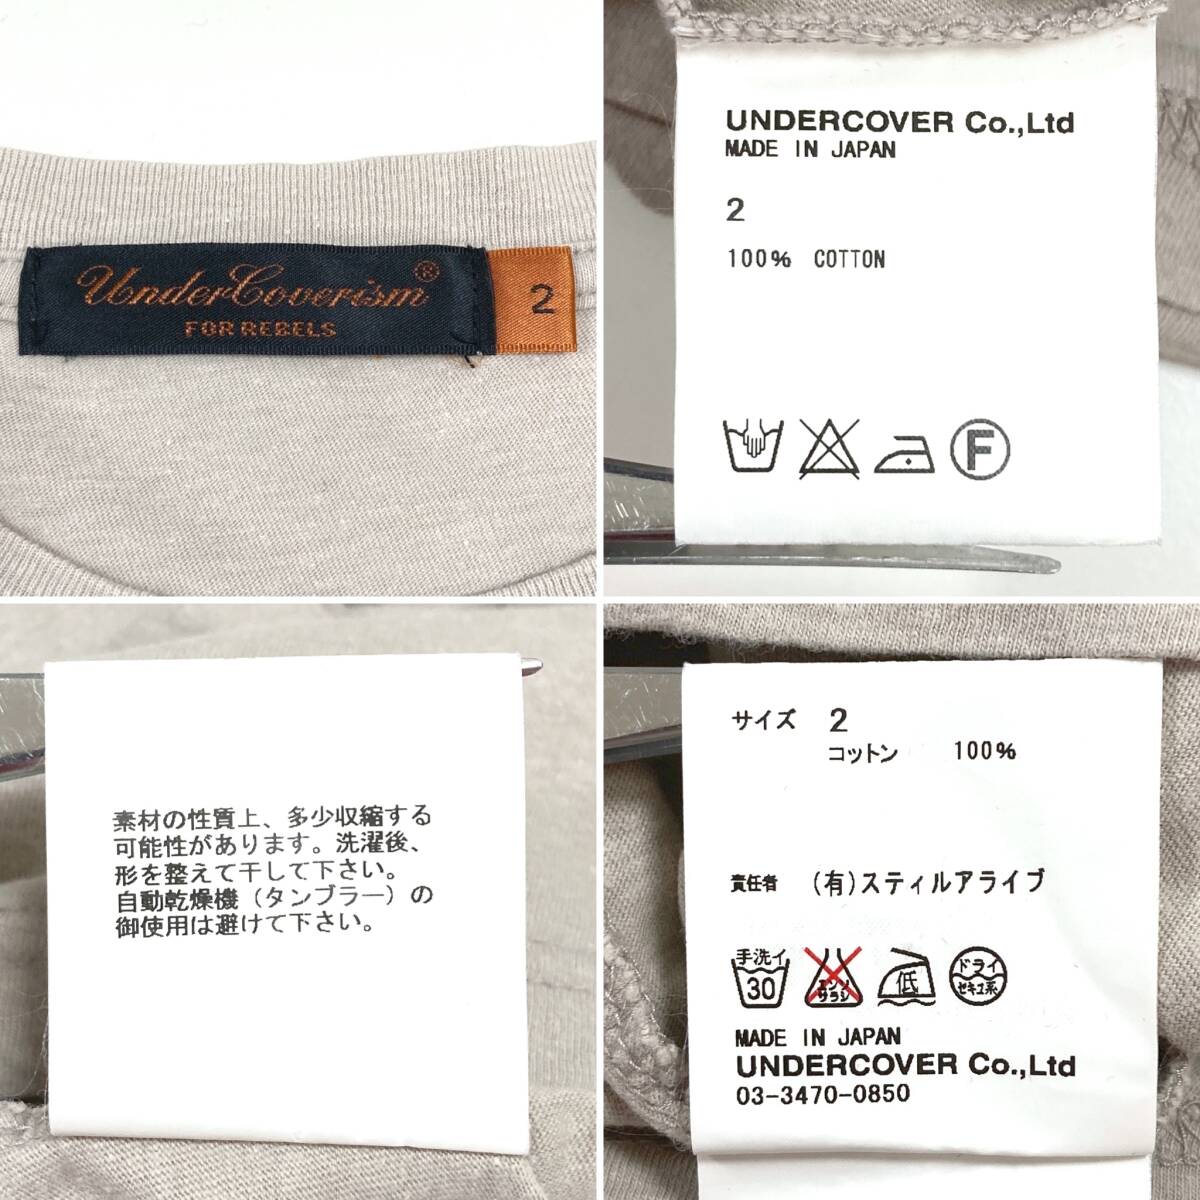 UnderCoverism®
FOR REBELS
2
UNDERCOVER Co.,Ltd
MADE IN JAPAN
2
100% COTTON
F
素材の性質上、多少収縮する
可能性があります。洗濯後、
形を整えて干して下さい。
自動乾燥機（タンブラー）の
御使用は避けて下さい。
サイズ 2
コットン 100%
責任者 (有)スティルアライブ
手洗イ
30
エンソ
サラシ
低
ドライ
セキユ系
MADE IN JAPAN
UNDERCOVER Co.,Ltd
03-3470-0850